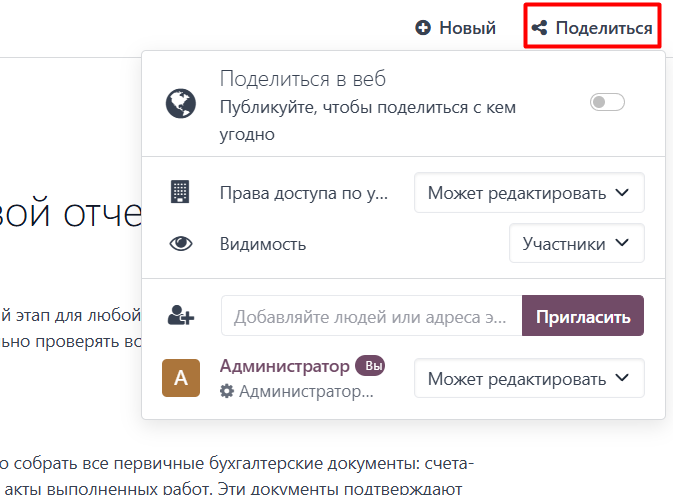 Новый Поделиться
Поделиться в веб
Публикуйте, чтобы поделиться с кем
угодно
Права доступа по у... Может редактировать
вой отче
Видимость Участники
й этап для любой
Добавляйте людей или адреса э... Пригласить
ьно проверять вс
А Администратор Вы
Администратор... Может редактировать
о собрать все первичные бухгалтерские документы: счета-
акты выполненных работ. Эти документы подтверждают